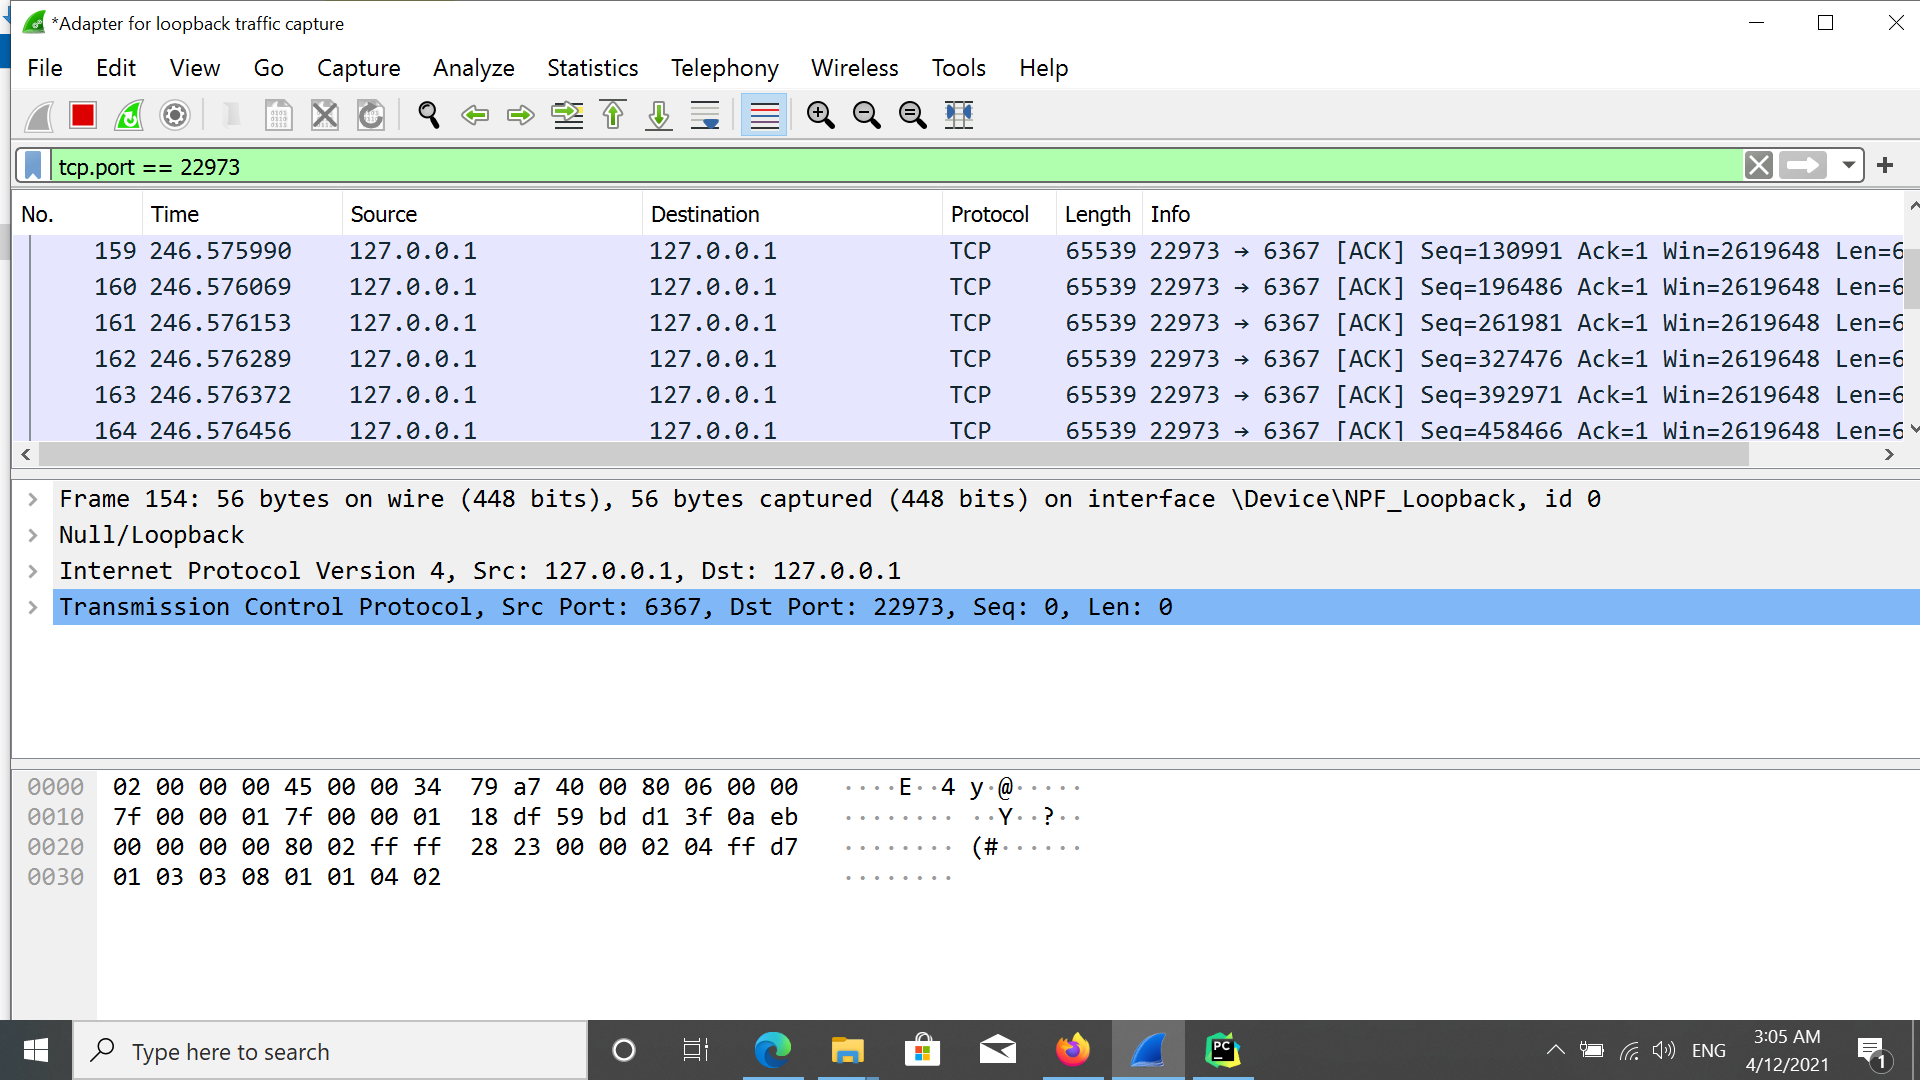 *Adapter for loopback traffic capture
File Edit View Go Capture Analyze Statistics Telephony Wireless Tools Help
tcp.port == 22973
No. Time Source Destination Protocol Length Info
159 246.575990 127.0.0.1 127.0.0.1 TCP 65539 22973 → 6367 [ACK] Seq=130991 Ack=1 Win=2619648 Len=6
160 246.576069 127.0.0.1 127.0.0.1 TCP 65539 22973 → 6367 [ACK] Seq=196486 Ack=1 Win=2619648 Len=6
161 246.576153 127.0.0.1 127.0.0.1 TCP 65539 22973 → 6367 [ACK] Seq=261981 Ack=1 Win=2619648 Len=6
162 246.576289 127.0.0.1 127.0.0.1 TCP 65539 22973 → 6367 [ACK] Seq=327476 Ack=1 Win=2619648 Len=6
163 246.576372 127.0.0.1 127.0.0.1 TCP 65539 22973 → 6367 [ACK] Seq=392971 Ack=1 Win=2619648 Len=6
164 246.576456 127.0.0.1 127.0.0.1 TCP 65539 22973 → 6367 [ACK] Seq=458466 Ack=1 Win=2619648 Len=6
Frame 154: 56 bytes on wire (448 bits), 56 bytes captured (448 bits) on interface \Device\NPF_Loopback, id 0
Null/Loopback
Internet Protocol Version 4, Src: 127.0.0.1, Dst: 127.0.0.1
Transmission Control Protocol, Src Port: 6367, Dst Port: 22973, Seq: 0, Len: 0
0000 02 00 00 00 45 00 00 34 79 a7 40 00 80 06 00 00 ····E··4 y·@·····
0010 7f 00 00 01 7f 00 00 01 18 df 59 bd d1 3f 0a eb ········ ··Y··?··
0020 00 00 00 00 80 02 ff ff 28 23 00 00 02 04 ff d7 ········ (#······
0030 01 03 03 08 01 01 04 02 ········
Type here to search
PC
ENG
3:05 AM
4/12/2021
1